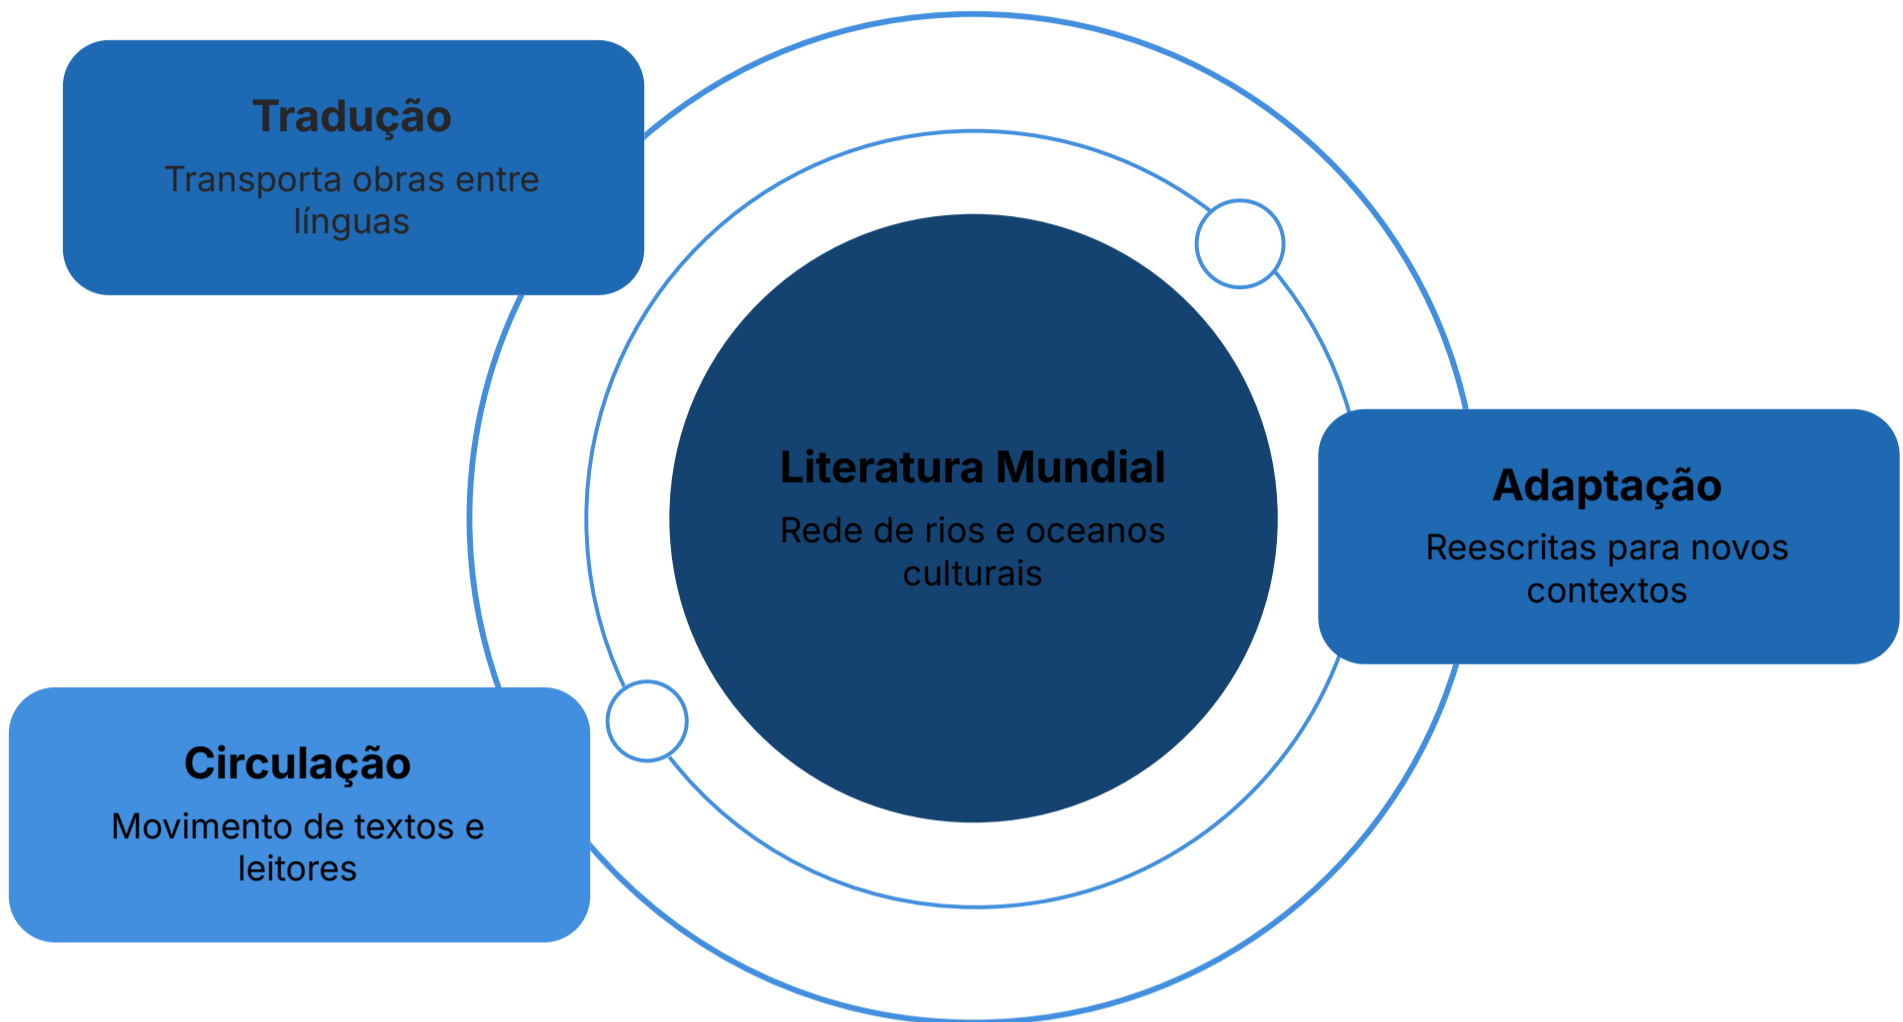 Tradução
Transporta obras entre
línguas
Literatura Mundial
Rede de rios e oceanos
culturais
Adaptação
Reescritas para novos
contextos
Circulação
Movimento de textos e
leitores